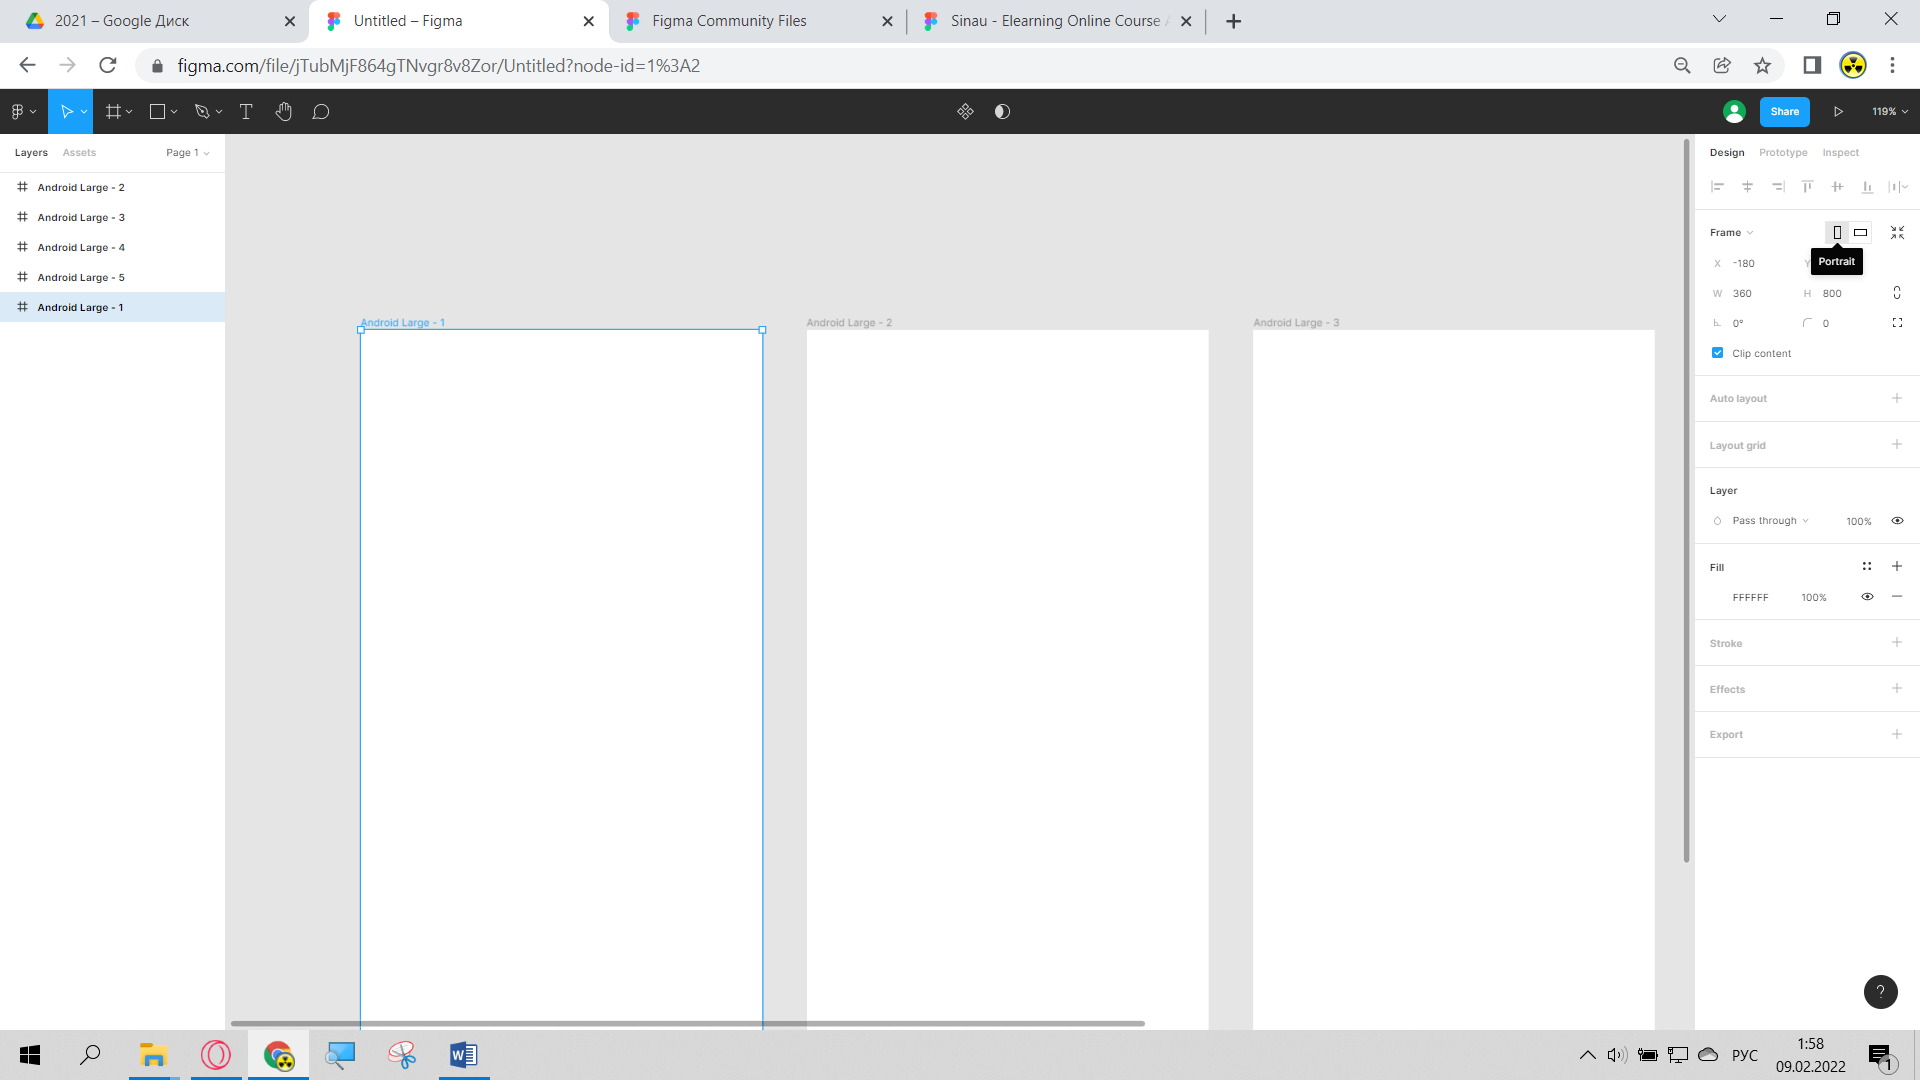 2021 – Google Диск
Untitled – Figma
Figma Community Files
Sinau - Elearning Online Course
figma.com/file/jTubMjF864gTNvgr8v8Zor/Untitled?node-id=1%3A2
Share
119%
Layers
Assets
Page 1
Android Large - 2
Android Large - 3
Android Large - 4
Android Large - 5
Android Large - 1
Android Large - 1
Android Large - 2
Android Large - 3
Design
Prototype
Inspect
Frame
Portrait
X -180
W 360 H 800
0° 0
Clip content
Auto layout
Layout grid
Layer
Pass through 100%
Fill
FFFFFF 100%
Stroke
Effects
Export
?
РУС
1:58
09.02.2022
1